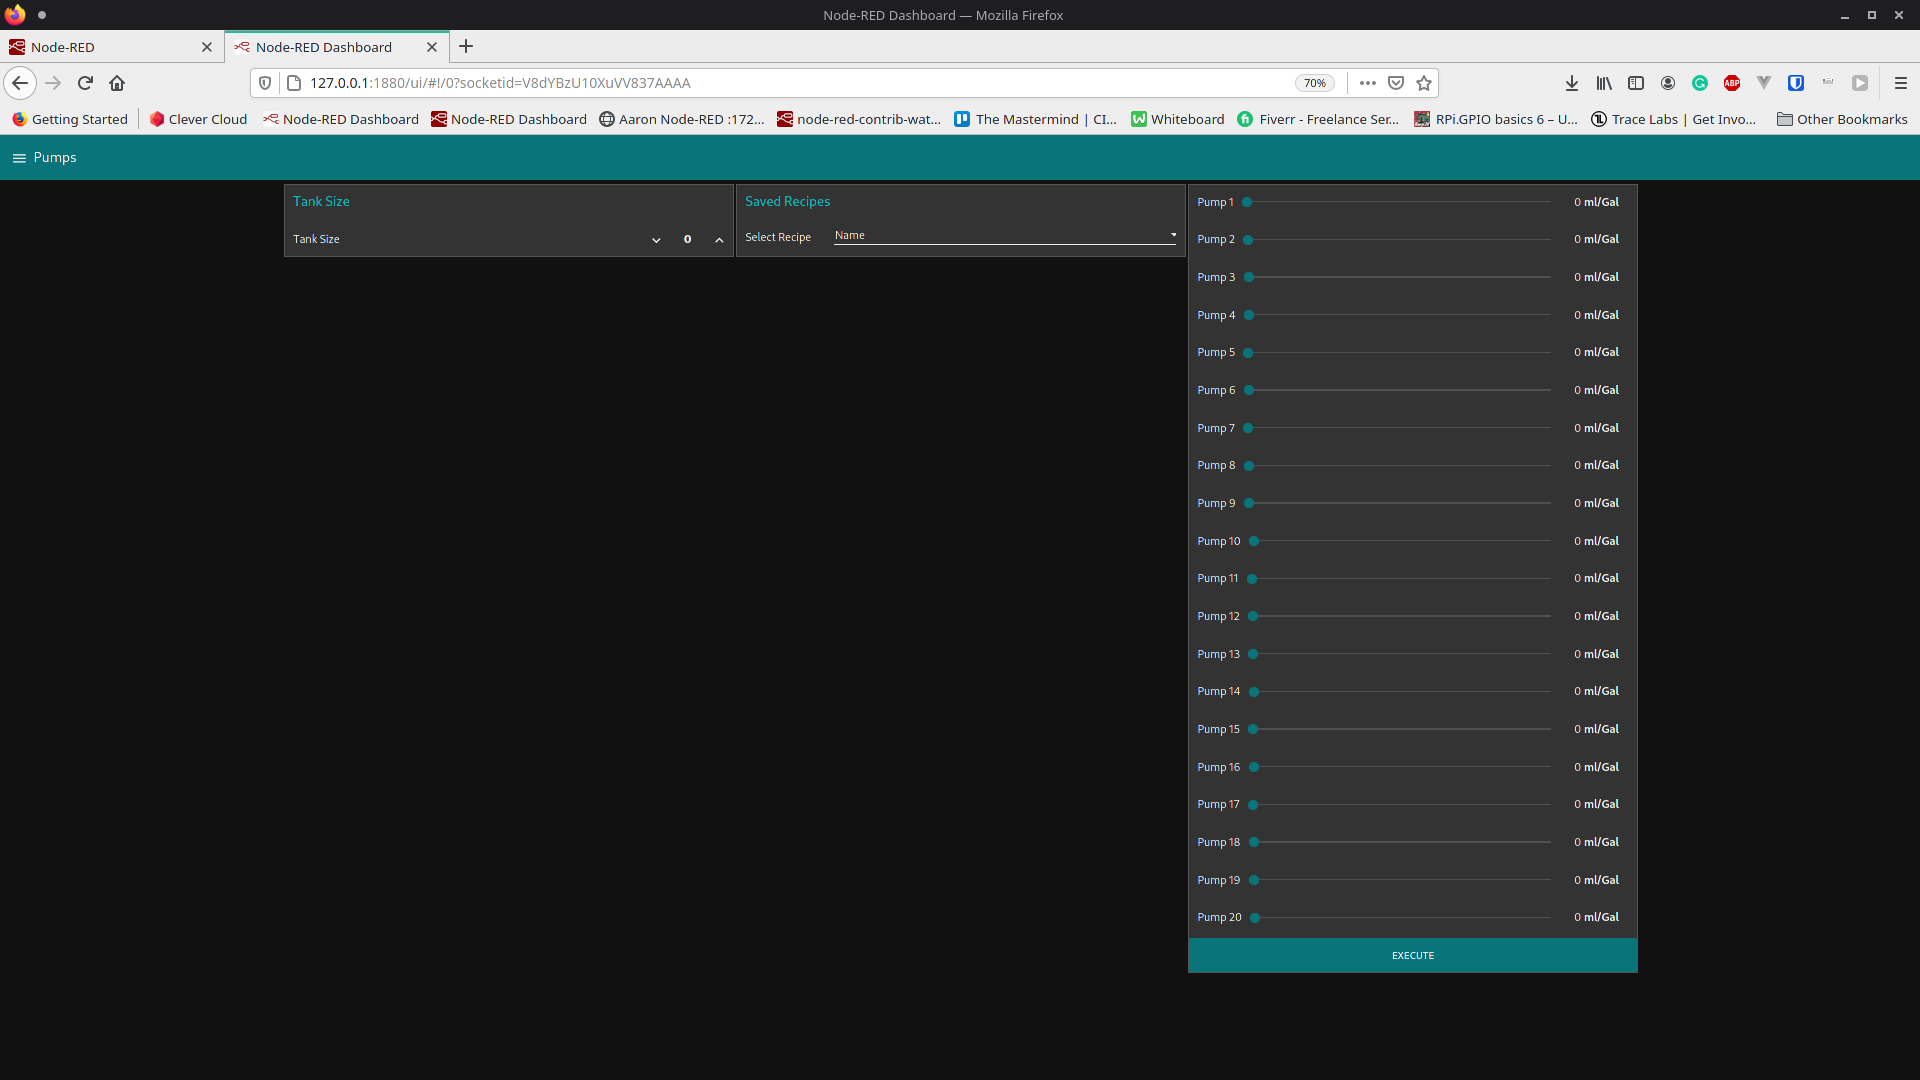 Node-RED Dashboard — Mozilla Firefox
Node-RED
Node-RED Dashboard
127.0.0.1:1880/ui/#!/0?socketid=V8dYBzU10XuVV837AAAA
70%
ABP
Getting Started
Clever Cloud
Node-RED Dashboard
Node-RED Dashboard
Aaron Node-RED :172...
node-red-contrib-wat...
The Mastermind | CI...
Whiteboard
Fiverr - Freelance Ser...
RPi.GPIO basics 6 – U...
Trace Labs | Get Invo...
Other Bookmarks
Pumps
Tank Size
Tank Size
0
Saved Recipes
Select Recipe
Name
Pump 1 0 ml/Gal
Pump 2 0 ml/Gal
Pump 3 0 ml/Gal
Pump 4 0 ml/Gal
Pump 5 0 ml/Gal
Pump 6 0 ml/Gal
Pump 7 0 ml/Gal
Pump 8 0 ml/Gal
Pump 9 0 ml/Gal
Pump 10 0 ml/Gal
Pump 11 0 ml/Gal
Pump 12 0 ml/Gal
Pump 13 0 ml/Gal
Pump 14 0 ml/Gal
Pump 15 0 ml/Gal
Pump 16 0 ml/Gal
Pump 17 0 ml/Gal
Pump 18 0 ml/Gal
Pump 19 0 ml/Gal
Pump 20 0 ml/Gal
EXECUTE